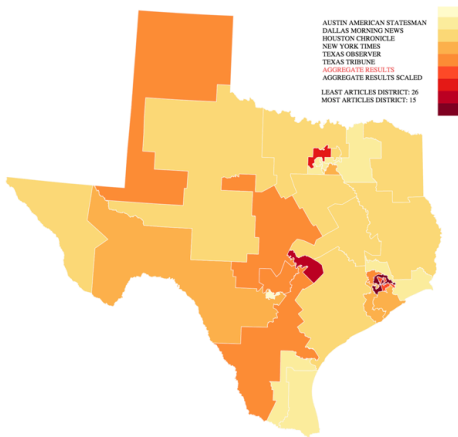 AUSTIN AMERICAN STATESMAN
DALLAS MORNING NEWS
HOUSTON CHRONICLE
NEW YORK TIMES
TEXAS OBSERVER
TEXAS TRIBUNE
AGGREGATE RESULTS
AGGREGATE RESULTS SCALED
LEAST ARTICLES DISTRICT: 26
MOST ARTICLES DISTRICT: 15